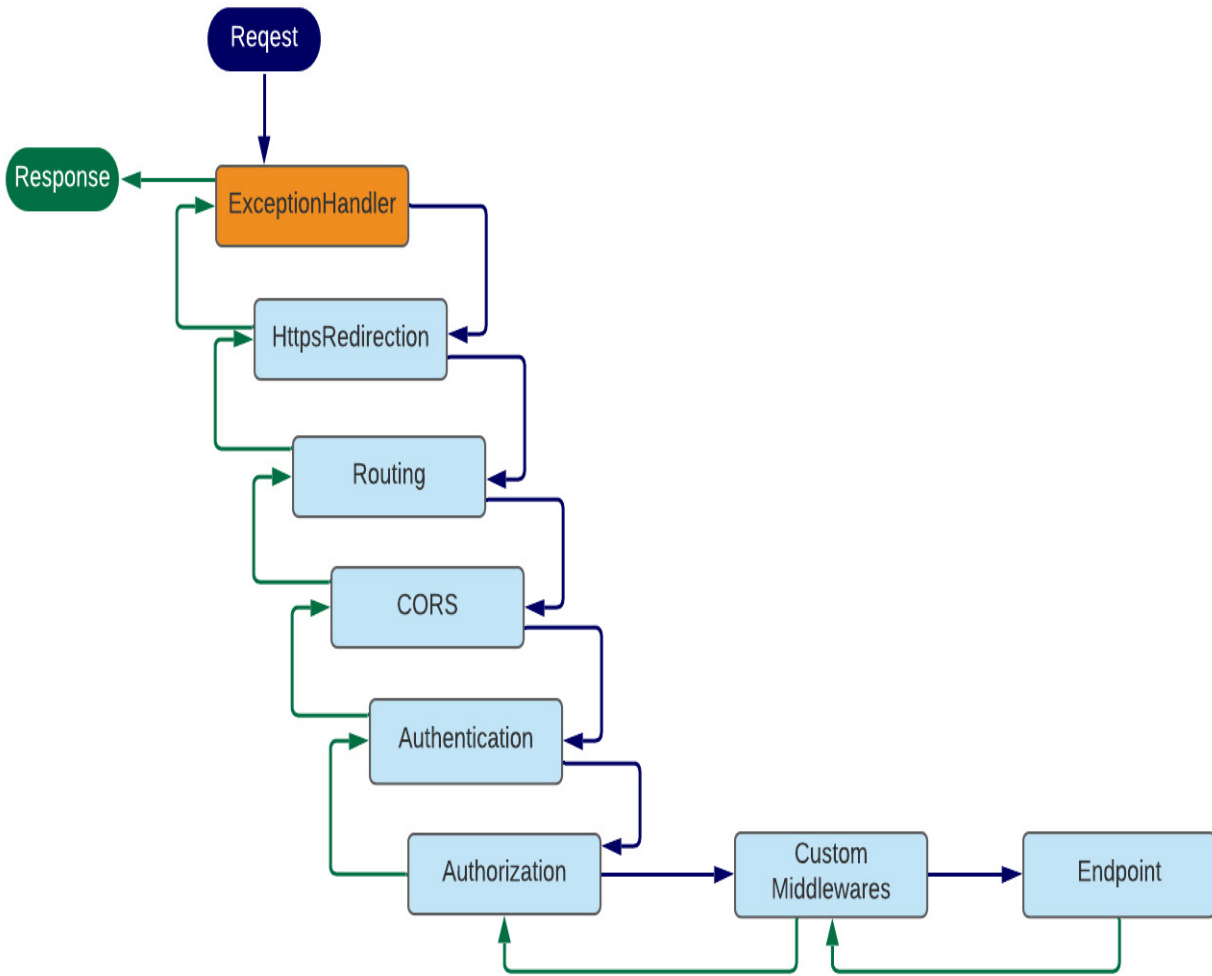 Reqest
Response
ExceptionHandler
HttpsRedirection
Routing
CORS
Authentication
Authorization
Custom
Middlewares
Endpoint